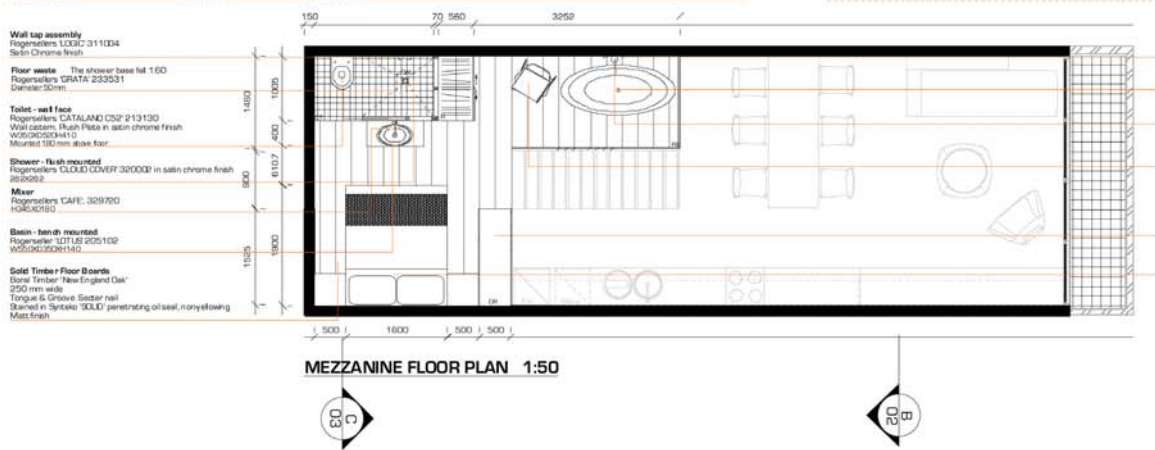 150
70
560
3252
Wall tap assembly
Rogersellers 'LOGIC' 311004
Satin Chrome finish
Floor waste The shower base fall 1:60
Rogersellers 'GRATA' 233531
Diameter 50mm
Toilet - wall face
Rogersellers 'CATALANO C52' 213130
Wall cistern. Flush Plate in satin chrome finish
W350XD520H410
Mounted 180 mm above floor
Shower - flush mounted
Rogersellers 'CLOUD COVER' 320002 in satin chrome finish
262X262
Mixer
Rogersellers 'CAFE', 329720
H345XD180
Basin - bench mounted
Rogerseller 'LOTUS' 205102
W550XD350XH140
Solid Timber Floor Boards
Boral Timber 'New England Oak'
250 mm wide
Tongue & Groove. Secter nail
Stained in Synteko 'SOLID' penetrating oil seal, nonyellowing
Matt finish
1460
900
1525
1005
400
6107
1900
DR
500
1600
500
500
MEZZANINE FLOOR PLAN 1:50
C
03
B
02